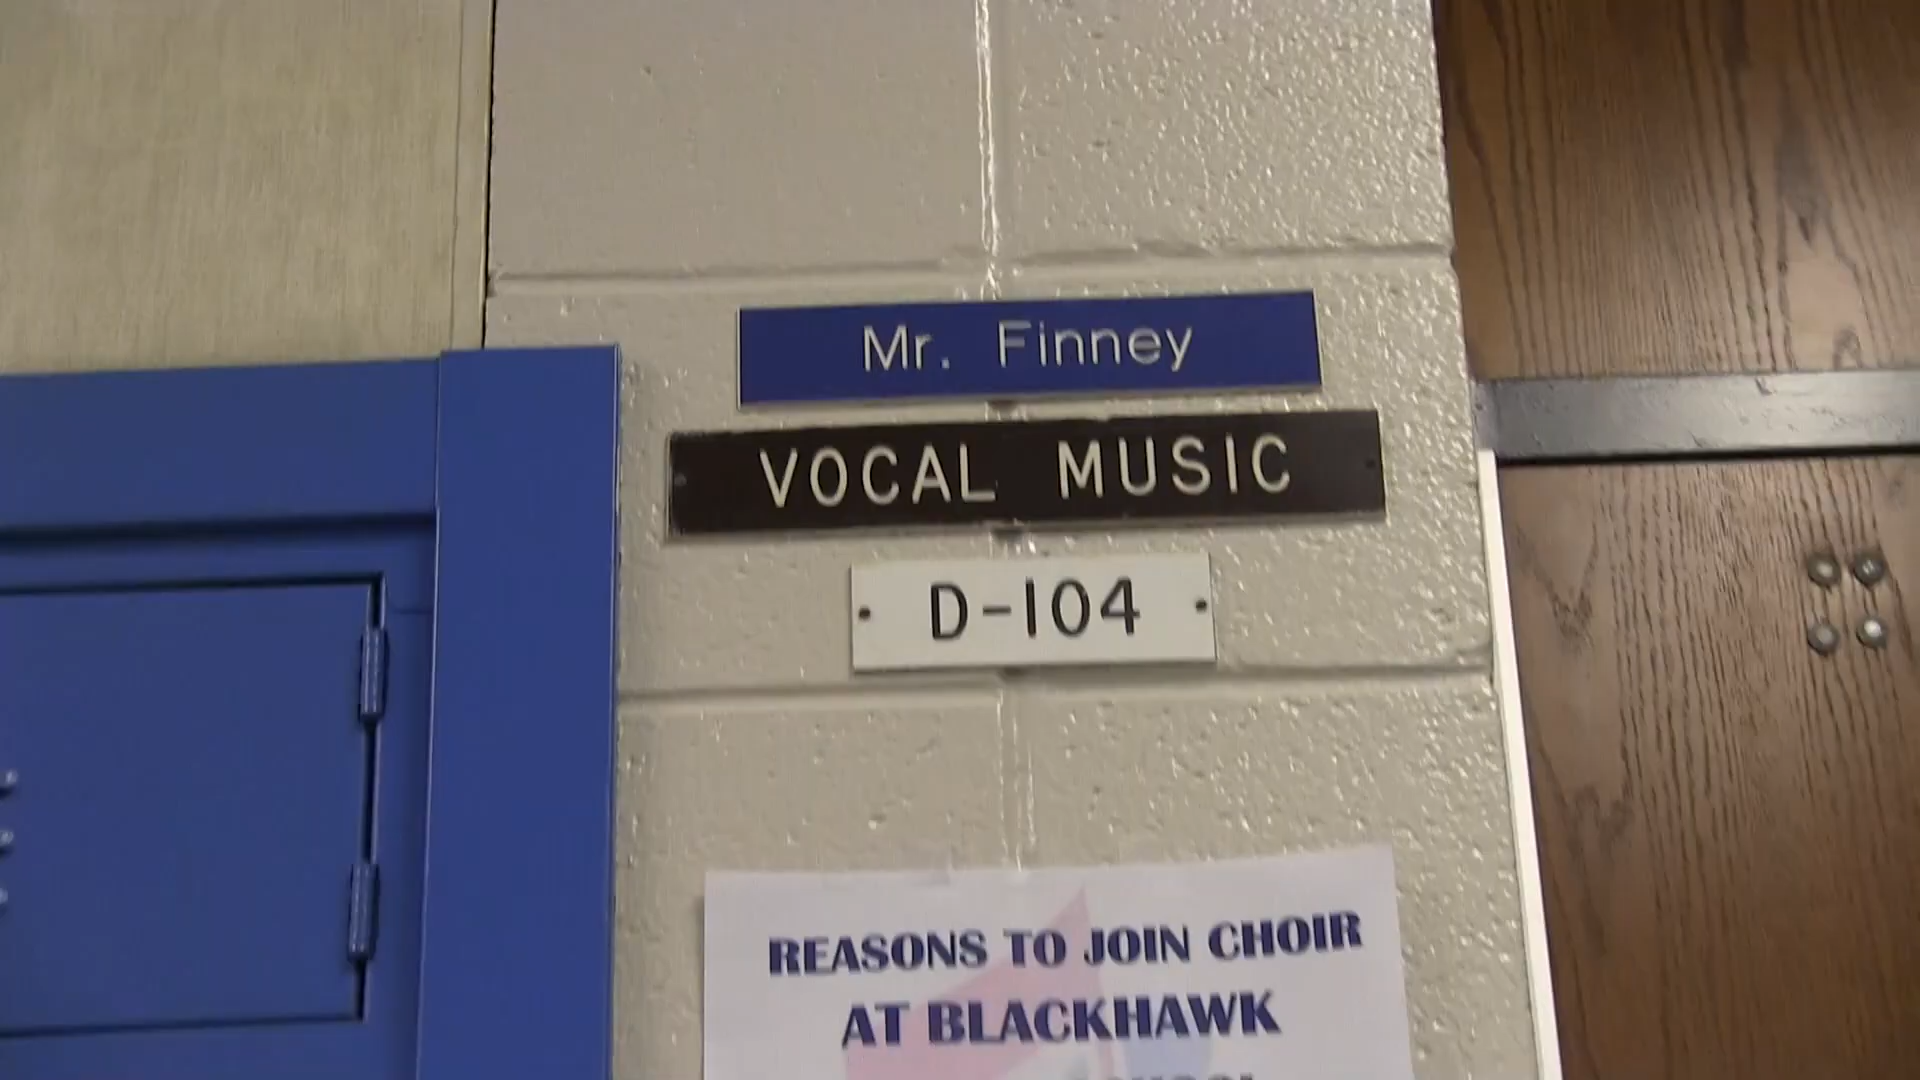 Mr. Finney
VOCAL MUSIC
D-104
REASONS TO JOIN CHOIR
AT BLACKHAWK